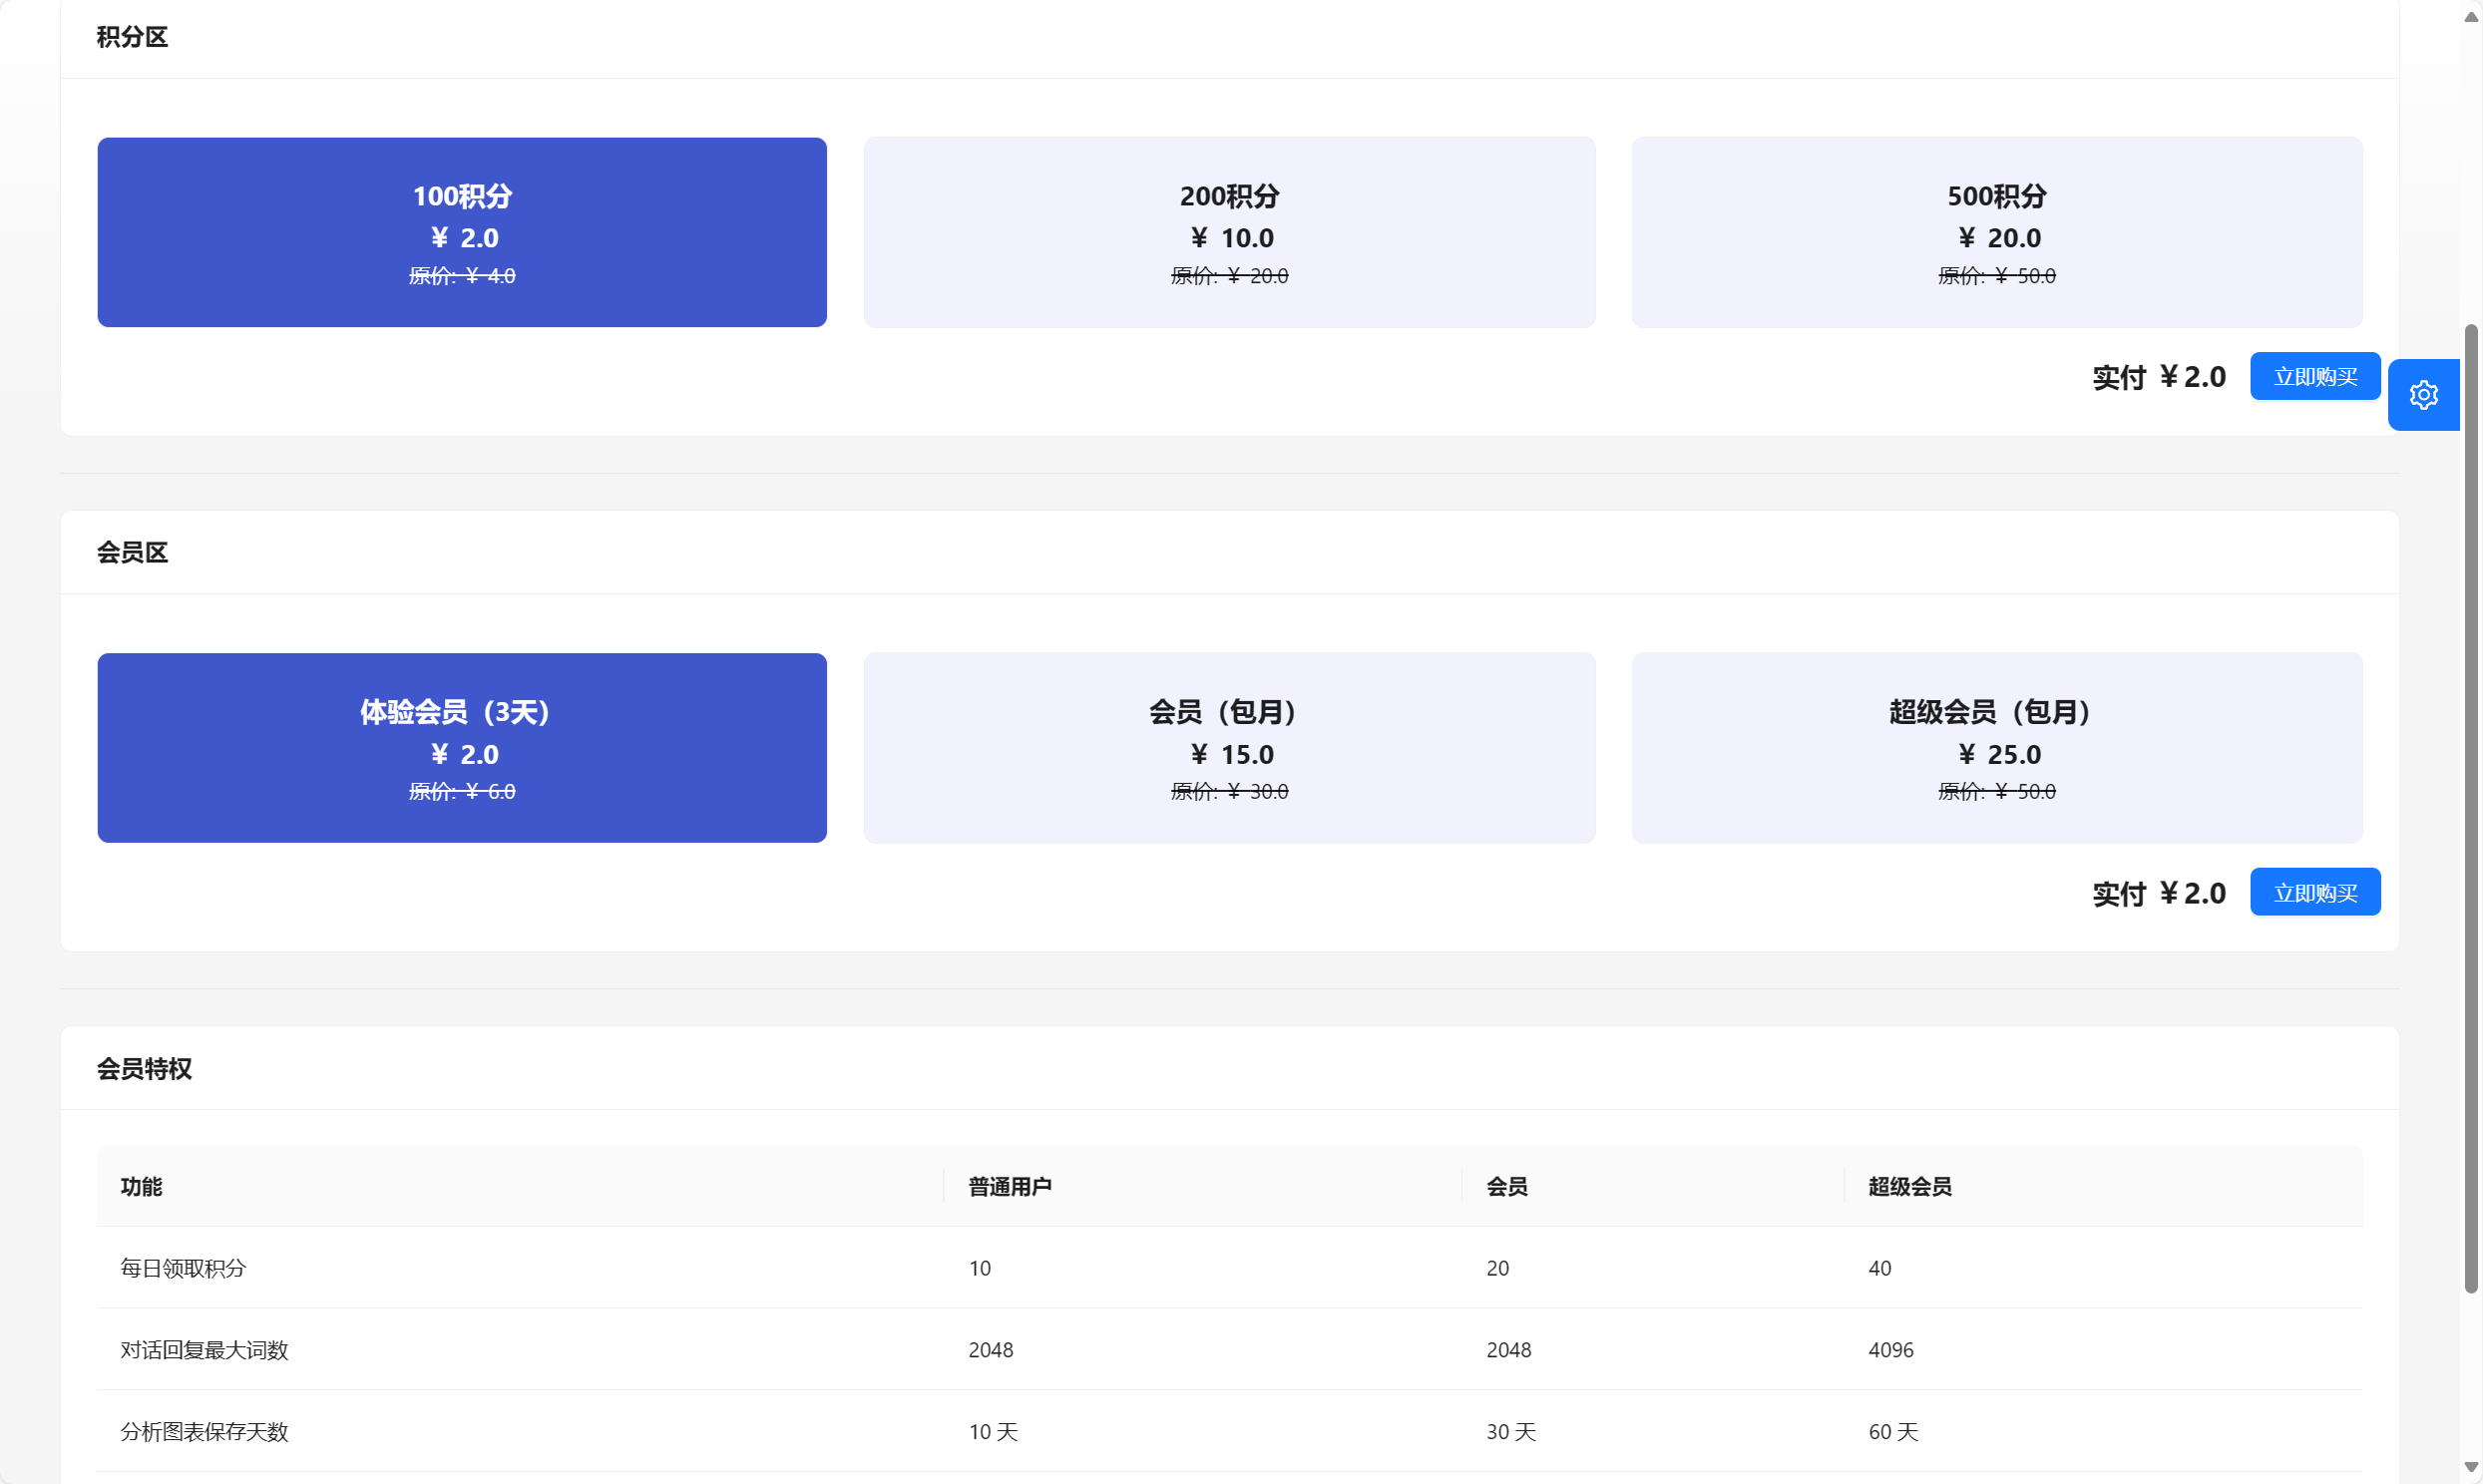 积分区
100积分
¥ 2.0
原价: ¥ 4.0
200积分
¥ 10.0
原价: ¥ 20.0
500积分
¥ 20.0
原价: ¥ 50.0
实付 ¥2.0 立即购买
会员区
体验会员（3天）
¥ 2.0
原价: ¥ 6.0
会员（包月）
¥ 15.0
原价: ¥ 30.0
超级会员（包月）
¥ 25.0
原价: ¥ 50.0
实付 ¥2.0 立即购买
会员特权
功能 普通用户 会员 超级会员
每日领取积分 10 20 40
对话回复最大词数 2048 2048 4096
分析图表保存天数 10 天 30 天 60 天